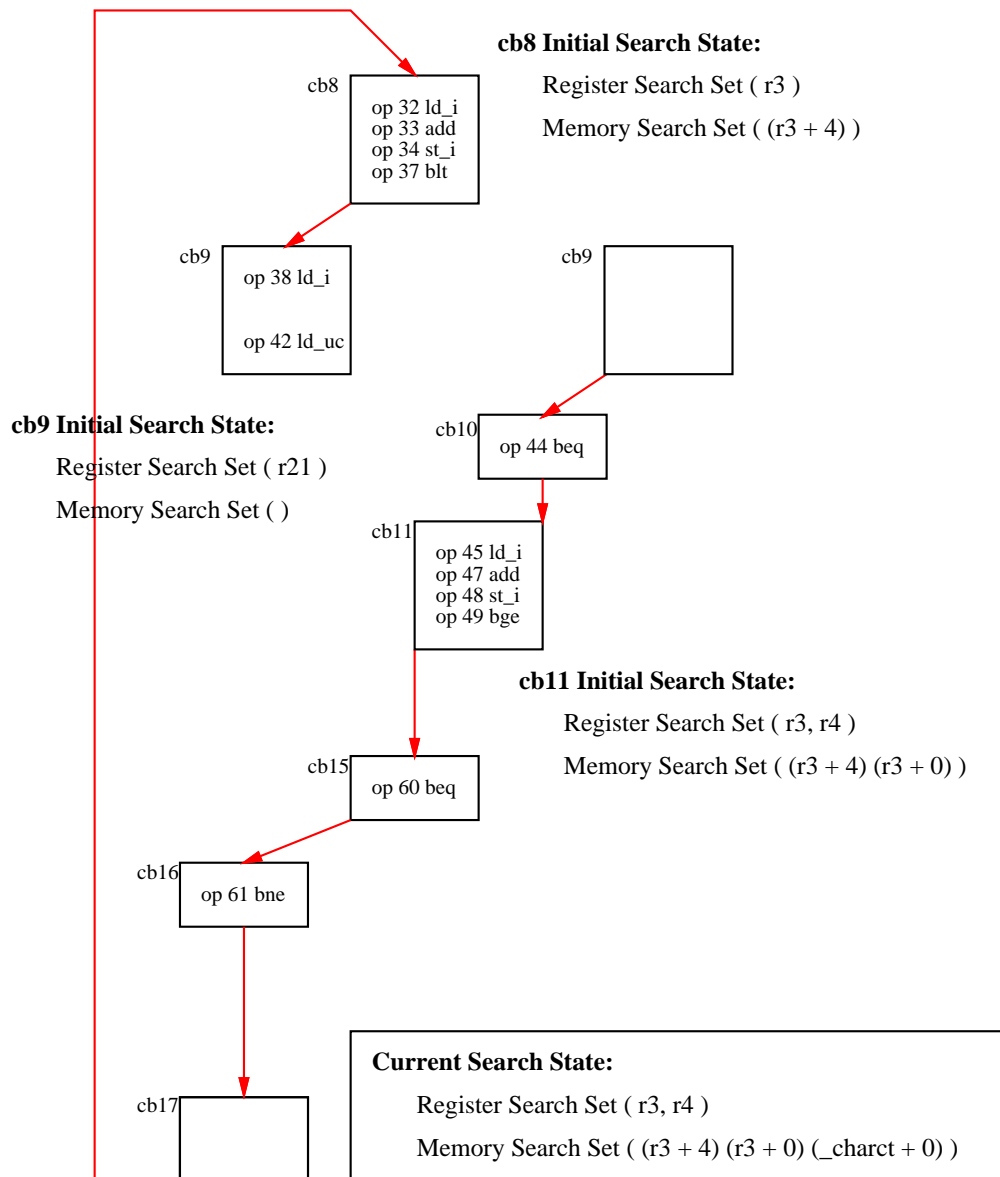 cb8 Initial Search State:
cb8
Register Search Set ( r3 )
op 32 ld_i
op 33 add
Memory Search Set ( (r3 + 4) )
op 34 st_i
op 37 blt
cb9
op 38 ld_i
op 42 ld_uc
cb9
cb9 Initial Search State:
Register Search Set ( r21 )
Memory Search Set ( )
cb10
op 44 beq
cb11
op 45 ld_i
op 47 add
op 48 st_i
op 49 bge
cb11 Initial Search State:
Register Search Set ( r3, r4 )
Memory Search Set ( (r3 + 4) (r3 + 0) )
cb15
op 60 beq
cb16
op 61 bne
cb17
Current Search State:
Register Search Set ( r3, r4 )
Memory Search Set ( (r3 + 4) (r3 + 0) (_charct + 0) )